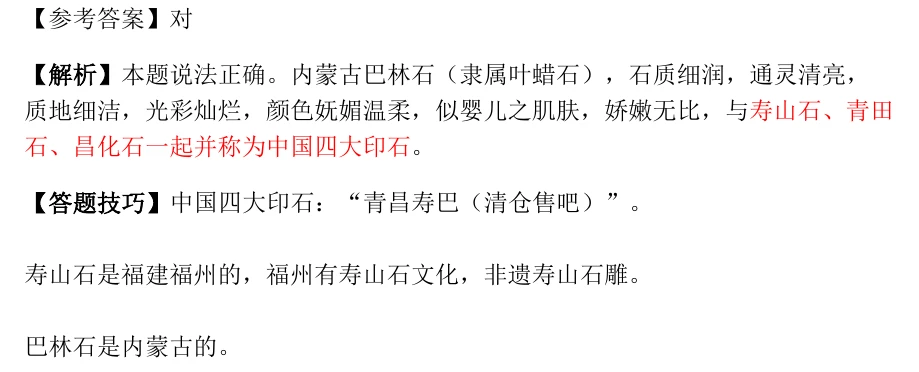 【参考答案】对
【解析】本题说法正确。内蒙古巴林石（隶属叶蜡石），石质细润，通灵清亮，
质地细洁，光彩灿烂，颜色妩媚温柔，似婴儿之肌肤，娇嫩无比，与寿山石、青田
石、昌化石一起并称为中国四大印石。
【答题技巧】中国四大印石：“青昌寿巴（清仓售吧）”。
寿山石是福建福州的，福州有寿山石文化，非遗寿山石雕。
巴林石是内蒙古的。